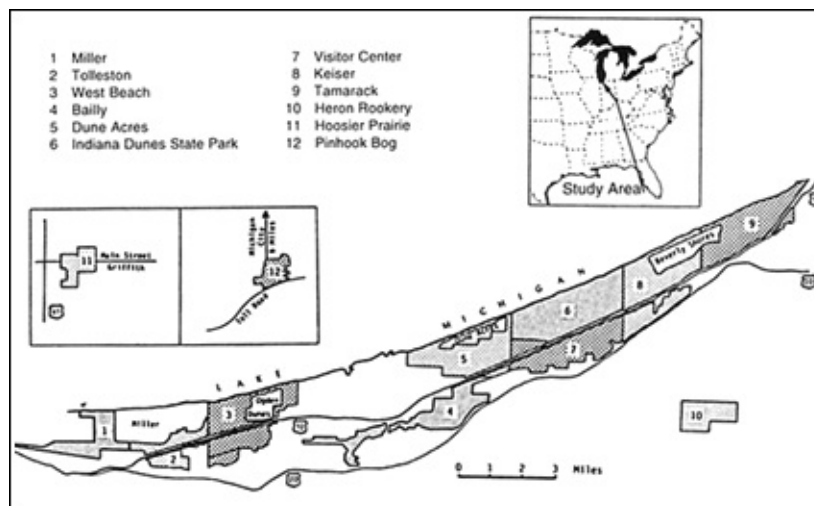 1 Miller
2 Tolleston
3 West Beach
4 Bailly
5 Dune Acres
6 Indiana Dunes State Park
7 Visitor Center
8 Keiser
9 Tamarack
10 Heron Rookery
11 Hoosier Prairie
12 Pinhook Bog
Study Area
Main Street
Griffith
11
Michigan
City
6 Miles
12
Toll Road
LAKE MICHIGAN
Beverly Shores
9
8
6
7
5
4
Ogden
Dunes
3
Miller
1
2
10
0 1 2 3 Miles